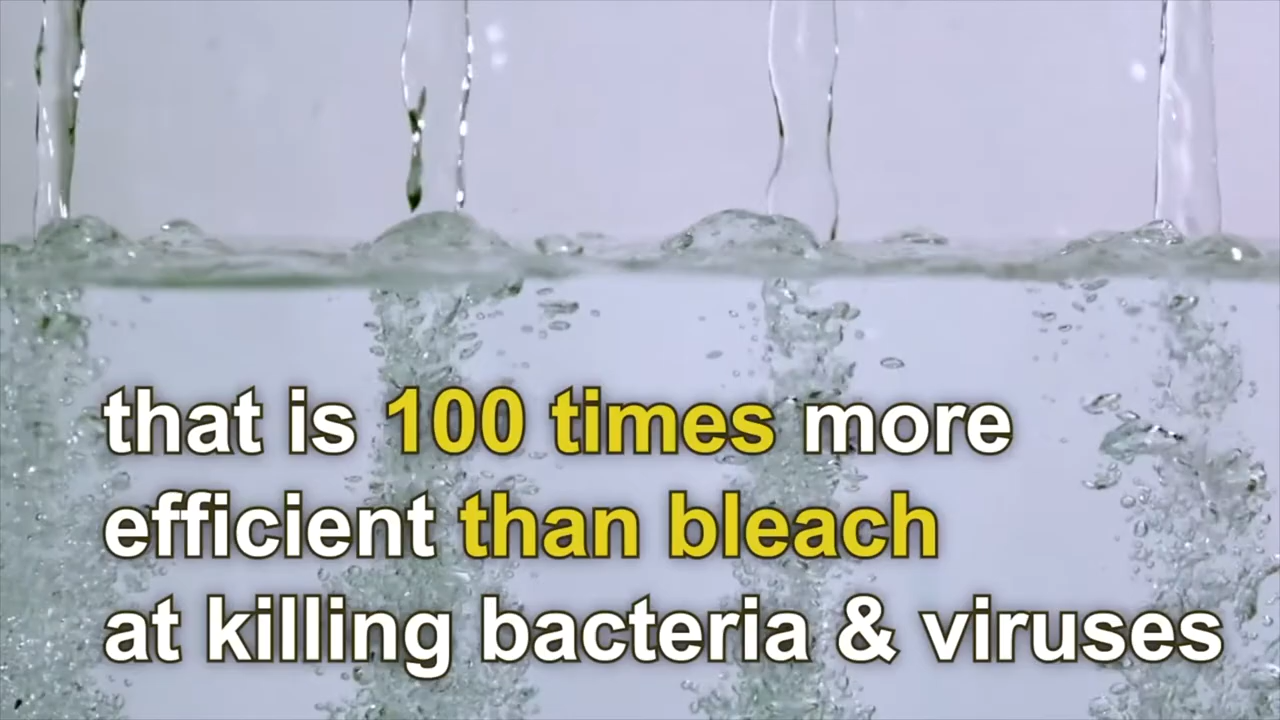 that is 100 times more
efficient than bleach
at killing bacteria & viruses